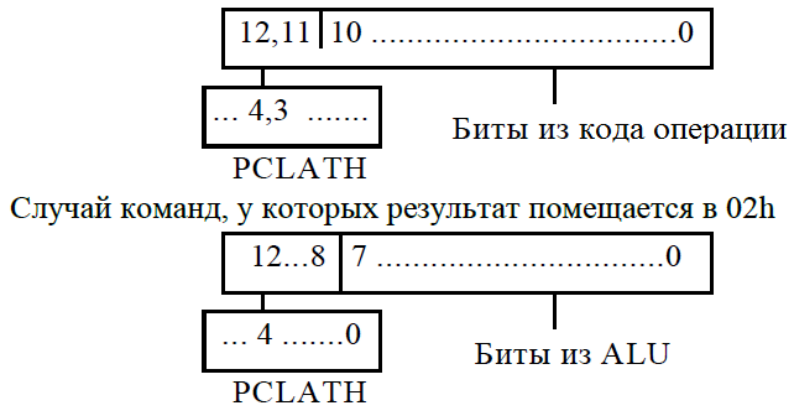 12,11 10 ..................................0
... 4,3 .......
Биты из кода операции
PCLATH
Случай команд, у которых результат помещается в 02h
12...8 7 ................................0
... 4 .......0
Биты из ALU
PCLATH